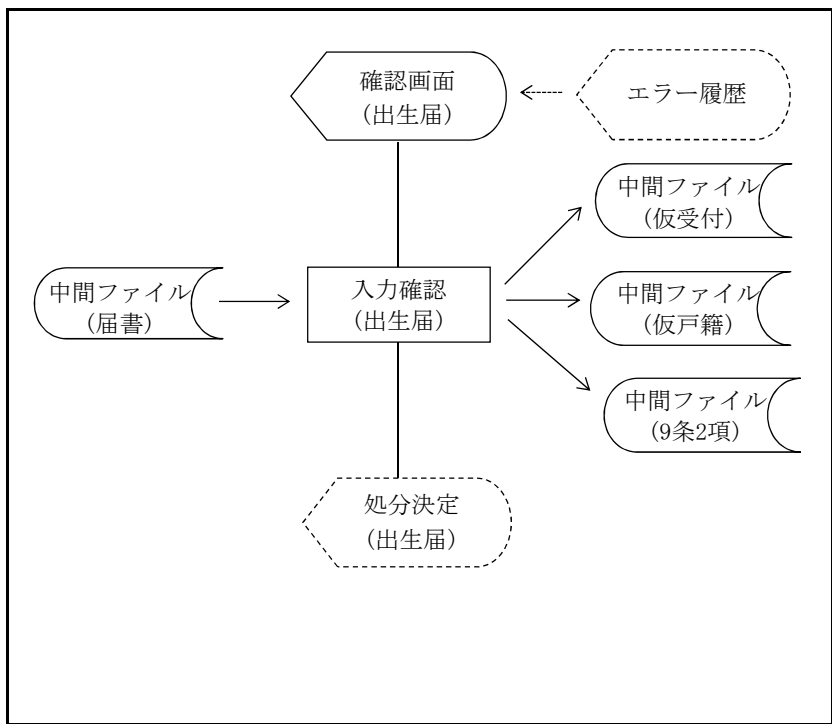 確認画面
(出生届)
エラー履歴
中間ファイル
(仮受付)
中間ファイル
(届書)
入力確認
(出生届)
中間ファイル
(仮戸籍)
中間ファイル
(9条2項)
処分決定
(出生届)